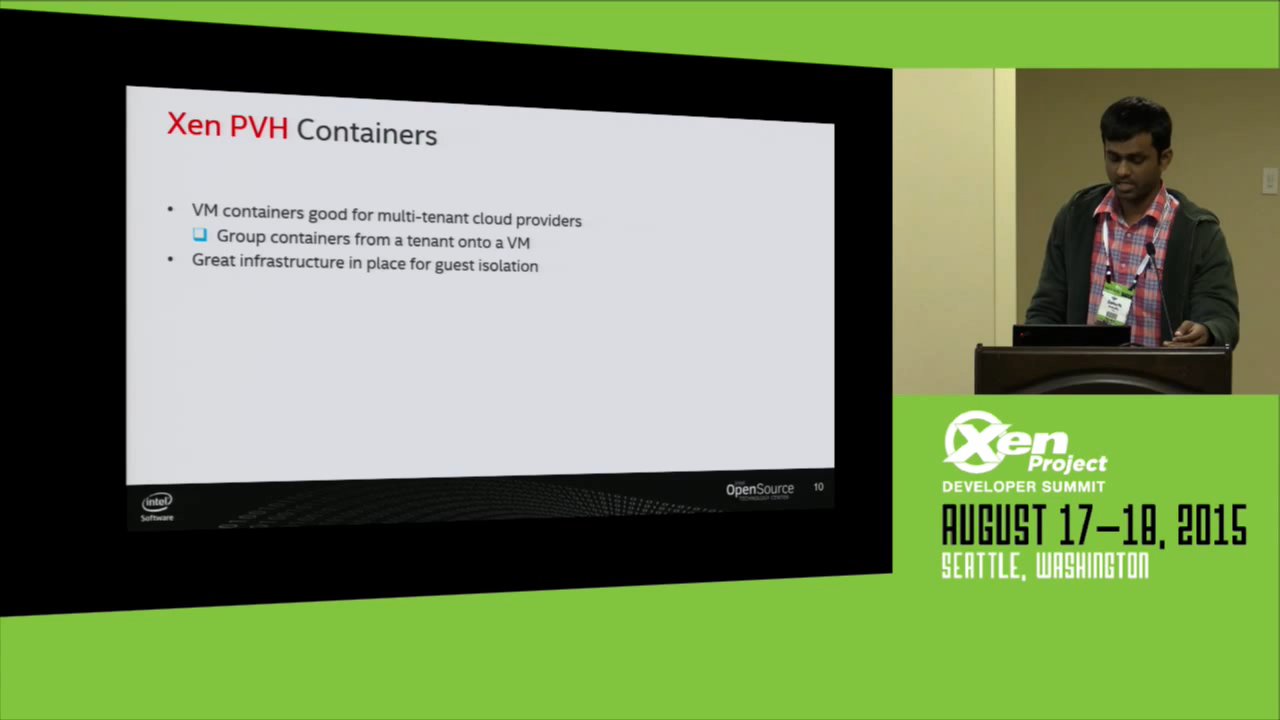 Xen PVH Containers
• VM containers good for multi-tenant cloud providers
❑ Group containers from a tenant onto a VM
• Great infrastructure in place for guest isolation
intel
Software
OpenSource
TECHNOLOGY CENTER
10
Xen
Project
DEVELOPER SUMMIT
AUGUST 17–18, 2015
SEATTLE, WASHINGTON